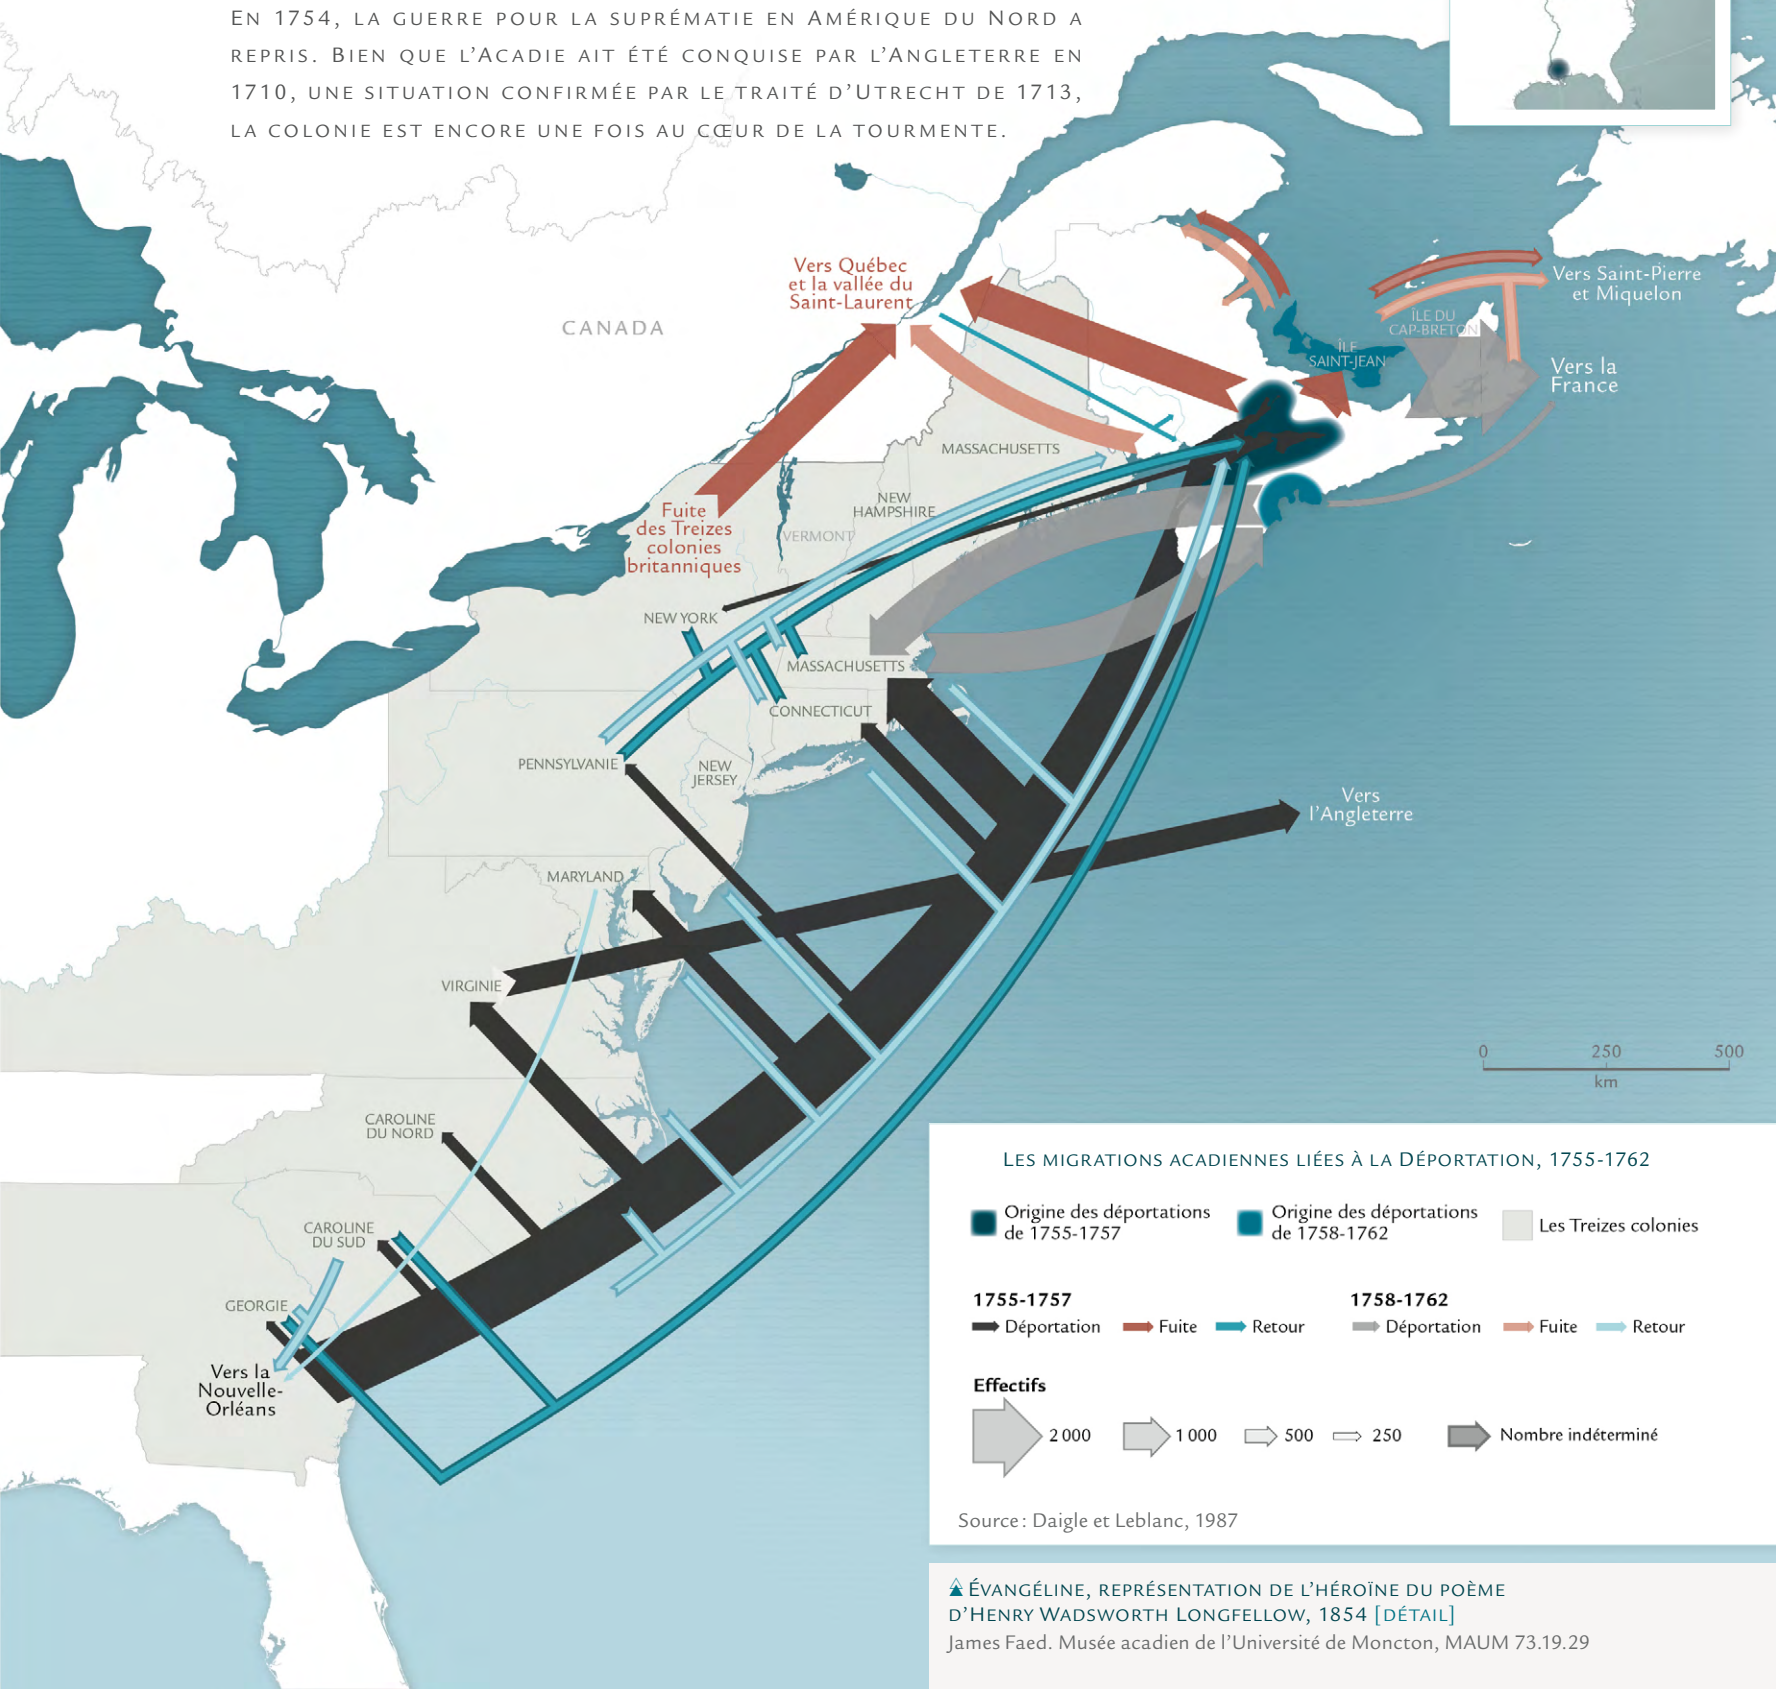 En 1754, la guerre pour la suprématie en Amérique du Nord a
repris. Bien que l’Acadie ait été conquise par l’Angleterre en
1710, une situation confirmée par le traité d’Utrecht de 1713,
la colonie est encore une fois au cœur de la tourmente.
Vers Québec
et la vallée du
Saint-Laurent
CANADA
Vers Saint-Pierre
et Miquelon
ÎLE DU
CAP-BRETON
ÎLE
SAINT-JEAN
Vers la
France
MASSACHUSETTS
NEW
HAMPSHIRE
VERMONT
Fuite
des Treizes
colonies
britanniques
NEW YORK
MASSACHUSETTS
CONNECTICUT
PENNSYLVANIE
NEW
JERSEY
Vers
l’Angleterre
MARYLAND
VIRGINIE
CAROLINE
DU NORD
CAROLINE
DU SUD
GEORGIE
Vers la
Nouvelle-
Orléans
0 250 500
km
Les migrations acadiennes liées à la Déportation, 1755-1762
Origine des déportations
de 1755-1757
Origine des déportations
de 1758-1762
Les Treizes colonies
1755-1757
Déportation Fuite Retour
1758-1762
Déportation Fuite Retour
Effectifs
2 000 1 000 500 250 Nombre indéterminé
Source : Daigle et Leblanc, 1987
Évangéline, représentation de l’héroïne du poème
d’Henry Wadsworth Longfellow, 1854 [détail]
James Faed. Musée acadien de l’Université de Moncton, MAUM 73.19.29